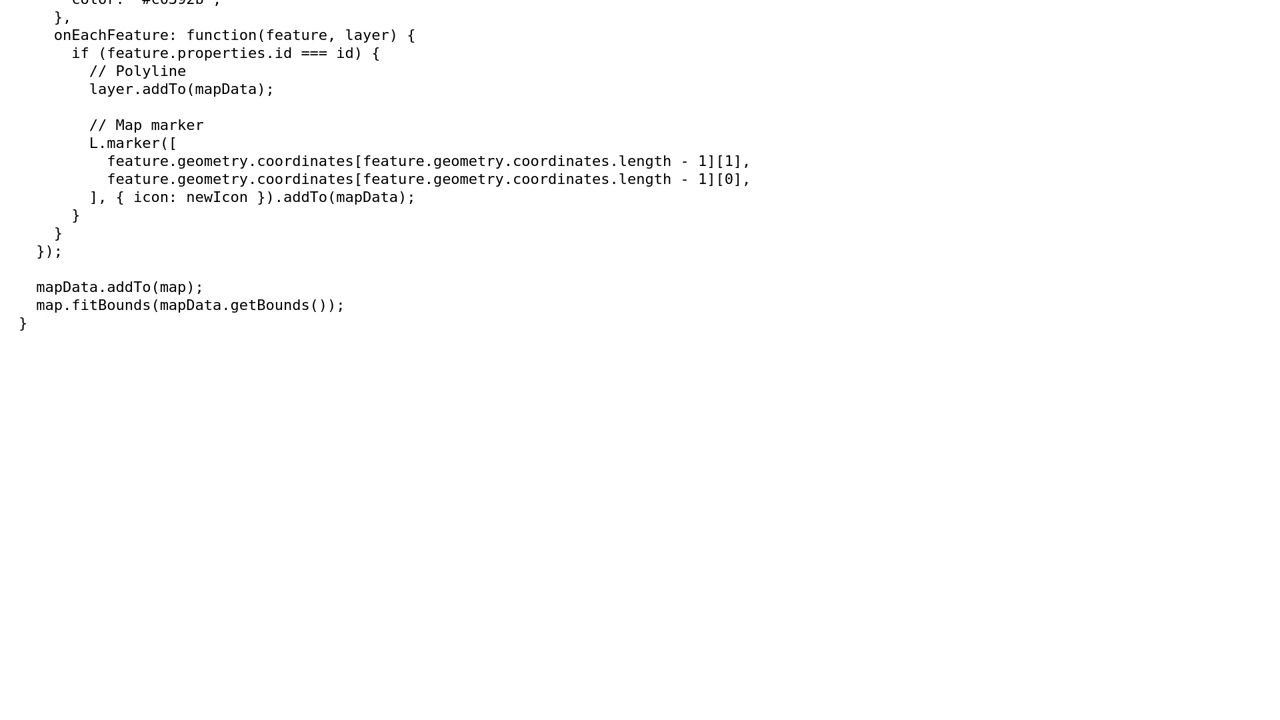 color: "#c0392b",
    },
    onEachFeature: function(feature, layer) {
      if (feature.properties.id === id) {
        // Polyline
        layer.addTo(mapData);

        // Map marker
        L.marker([
          feature.geometry.coordinates[feature.geometry.coordinates.length - 1][1],
          feature.geometry.coordinates[feature.geometry.coordinates.length - 1][0],
        ], { icon: newIcon }).addTo(mapData);
      }
    }
  });

  mapData.addTo(map);
  map.fitBounds(mapData.getBounds());
}